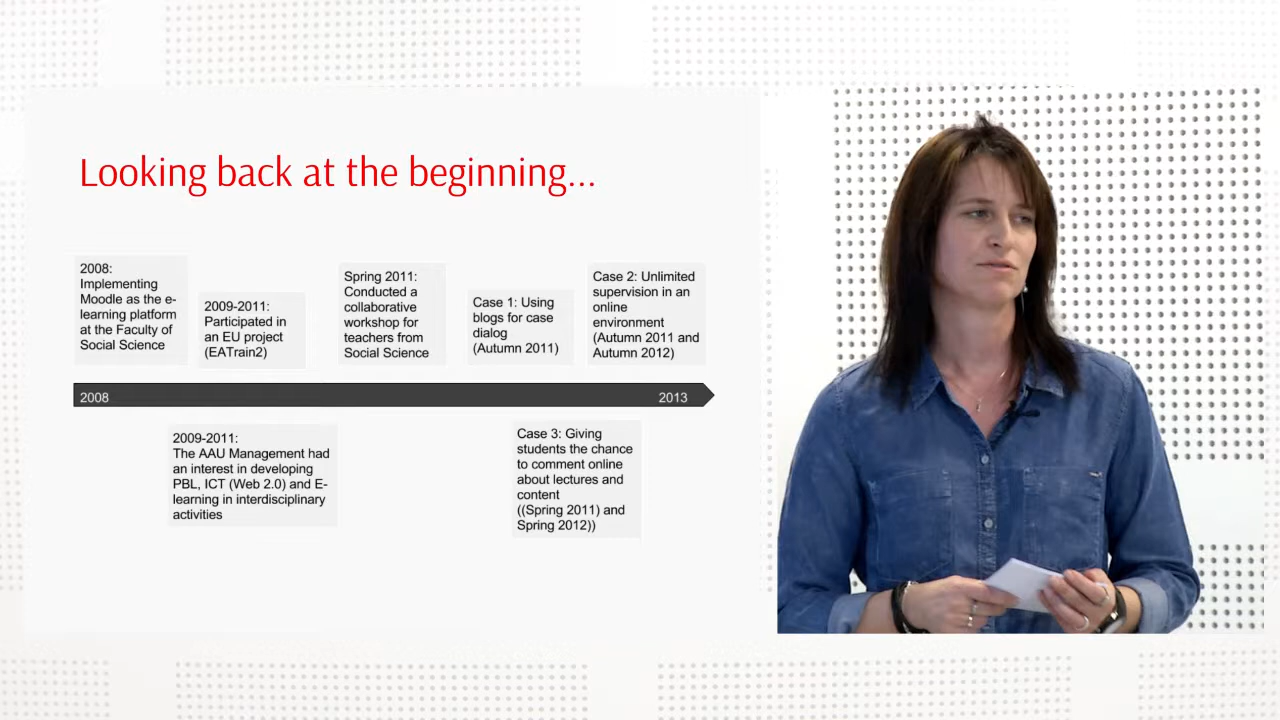 Looking back at the beginning...
2008:
Implementing
Moodle as the e-
learning platform
at the Faculty of
Social Science
2009-2011:
Participated in
an EU project
(EATrain2)
Spring 2011:
Conducted a
collaborative
workshop for
teachers from
Social Science
Case 1: Using
blogs for case
dialog
(Autumn 2011)
Case 2: Unlimited
supervision in an
online
environment
(Autumn 2011 and
Autumn 2012)
2008
2013
2009-2011:
The AAU Management had
an interest in developing
PBL, ICT (Web 2.0) and E-
learning in interdisciplinary
activities
Case 3: Giving
students the chance
to comment online
about lectures and
content
((Spring 2011) and
Spring 2012))